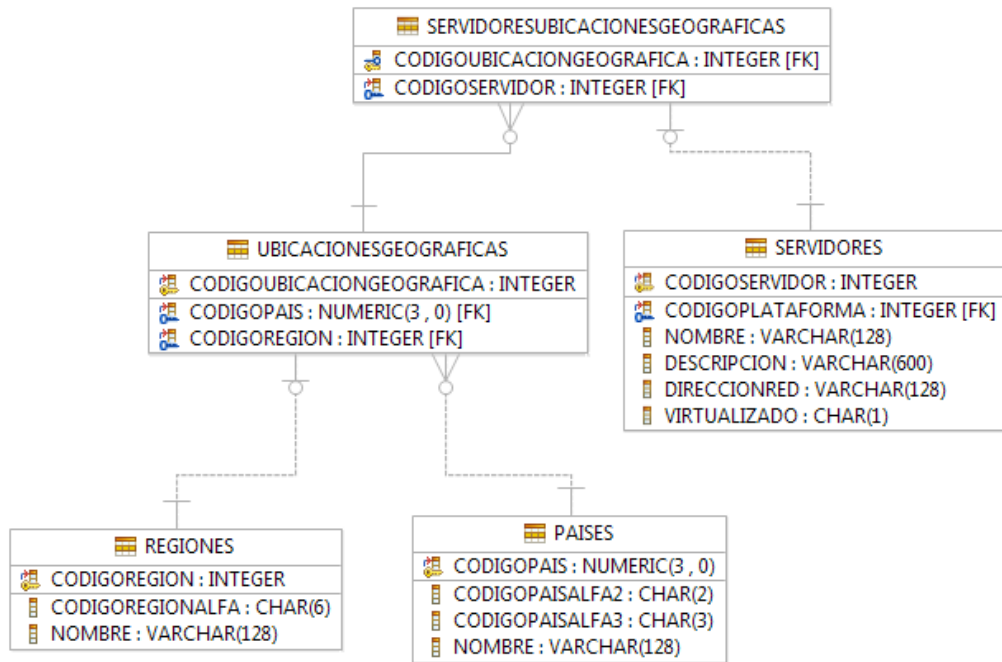 SERVIDORESUBICACIONESGEOGRAFICAS
CODIGOUBICACIONGEOGRAFICA : INTEGER [FK]
CODIGOSERVIDOR : INTEGER [FK]
UBICACIONESGEOGRAFICAS
CODIGOUBICACIONGEOGRAFICA : INTEGER
CODIGOPAIS : NUMERIC(3 , 0) [FK]
CODIGOREGION : INTEGER [FK]
SERVIDORES
CODIGOSERVIDOR : INTEGER
CODIGOPLATAFORMA : INTEGER [FK]
NOMBRE : VARCHAR(128)
DESCRIPCION : VARCHAR(600)
DIRECCIONRED : VARCHAR(128)
VIRTUALIZADO : CHAR(1)
REGIONES
CODIGOREGION : INTEGER
CODIGOREGIONALFA : CHAR(6)
NOMBRE : VARCHAR(128)
PAISES
CODIGOPAIS : NUMERIC(3 , 0)
CODIGOPAISALFA2 : CHAR(2)
CODIGOPAISALFA3 : CHAR(3)
NOMBRE : VARCHAR(128)